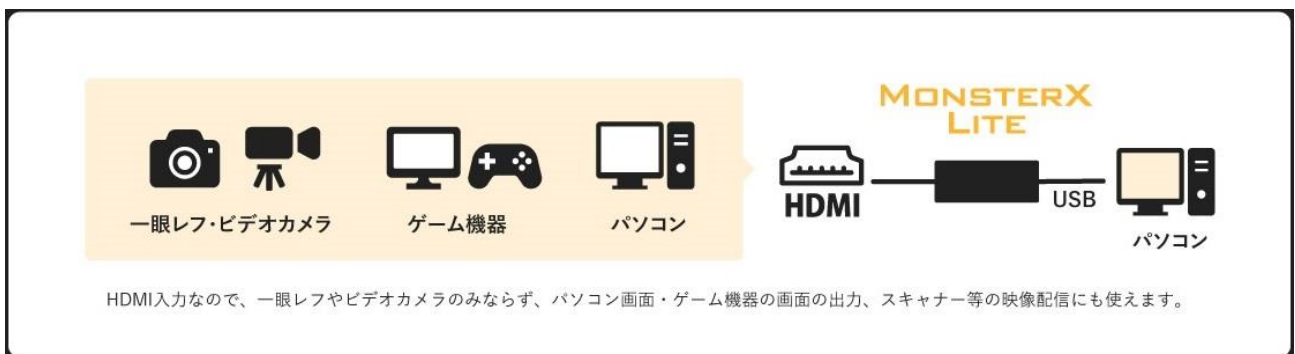 MONSTERX
LITE
HDMI
USB
一眼レフ・ビデオカメラ
ゲーム機器
パソコン
パソコン
HDMI入力なので、一眼レフやビデオカメラのみならず、パソコン画面・ゲーム機器の画面の出力、スキャナー等の映像配信にも使えます。